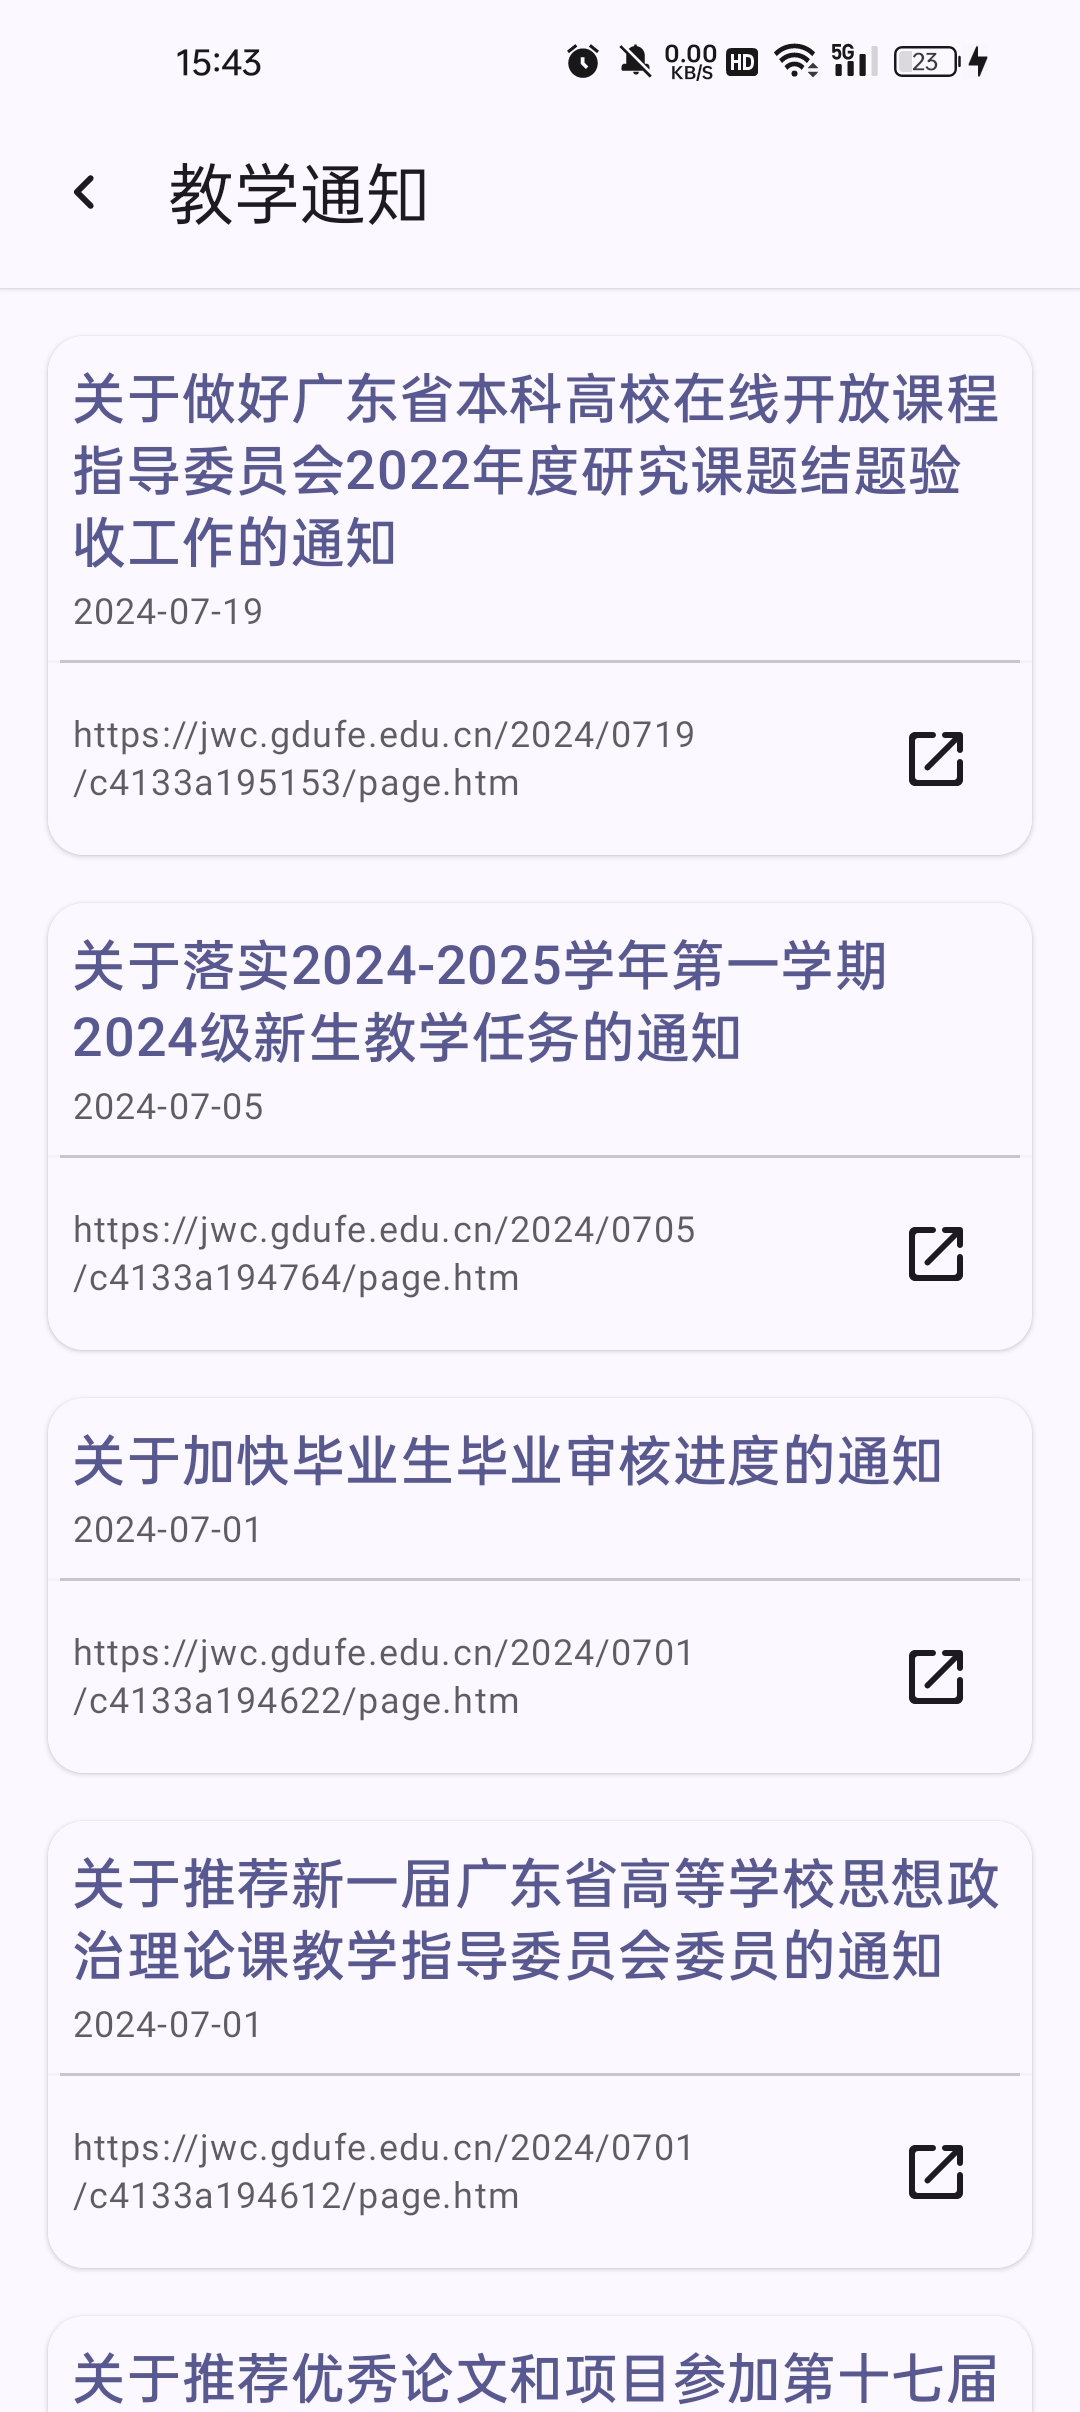 15:43
0.00
KB/S
HD
5G
23
教学通知
关于做好广东省本科高校在线开放课程
指导委员会2022年度研究课题结题验
收工作的通知
2024-07-19
https://jwc.gdufe.edu.cn/2024/0719
/c4133a195153/page.htm
关于落实2024-2025学年第一学期
2024级新生教学任务的通知
2024-07-05
https://jwc.gdufe.edu.cn/2024/0705
/c4133a194764/page.htm
关于加快毕业生毕业审核进度的通知
2024-07-01
https://jwc.gdufe.edu.cn/2024/0701
/c4133a194622/page.htm
关于推荐新一届广东省高等学校思想政
治理论课教学指导委员会委员的通知
2024-07-01
https://jwc.gdufe.edu.cn/2024/0701
/c4133a194612/page.htm
关于推荐优秀论文和项目参加第十七届